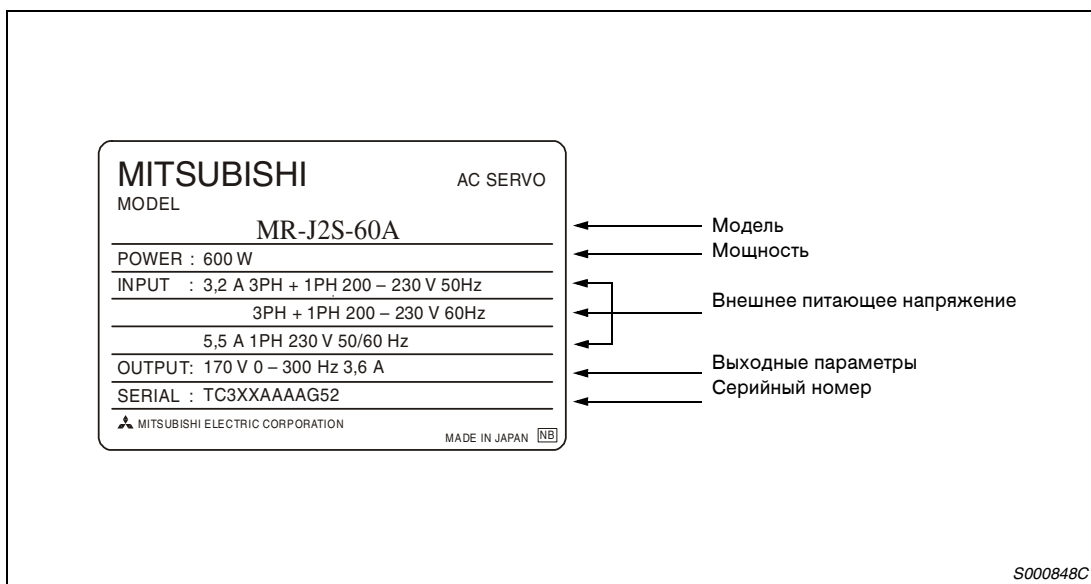 MITSUBISHI AC SERVO
MODEL
MR-J2S-60A
POWER : 600 W
INPUT : 3,2 A 3PH + 1PH 200 – 230 V 50Hz
3PH + 1PH 200 – 230 V 60Hz
5,5 A 1PH 230 V 50/60 Hz
OUTPUT: 170 V 0 – 300 Hz 3,6 A
SERIAL : TC3XXAAAAG52
MITSUBISHI ELECTRIC CORPORATION
MADE IN JAPAN NB
Модель
Мощность
Внешнее питающее напряжение
Выходные параметры
Серийный номер
S000848C